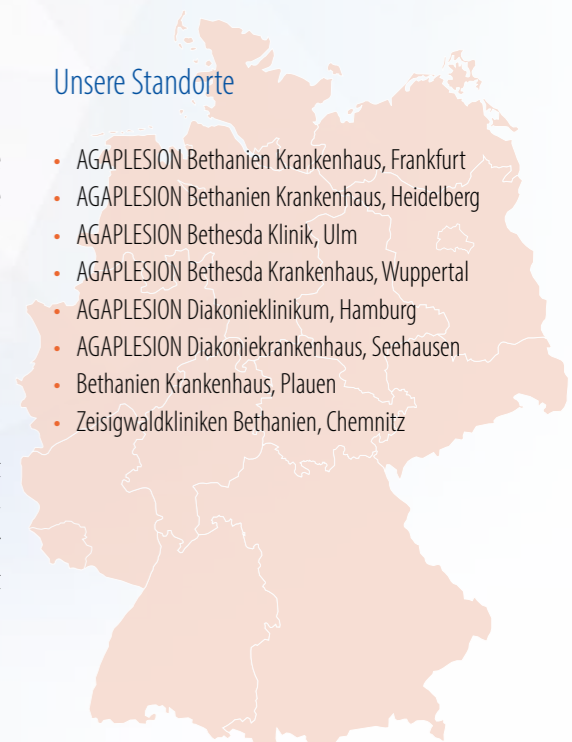 Unsere Standorte
• AGAPLESION Bethanien Krankenhaus, Frankfurt
• AGAPLESION Bethanien Krankenhaus, Heidelberg
• AGAPLESION Bethesda Klinik, Ulm
• AGAPLESION Bethesda Krankenhaus, Wuppertal
• AGAPLESION Diakonieklinikum, Hamburg
• AGAPLESION Diakoniekrankenhaus, Seehausen
• Bethanien Krankenhaus, Plauen
• Zeisigwaldkliniken Bethanien, Chemnitz